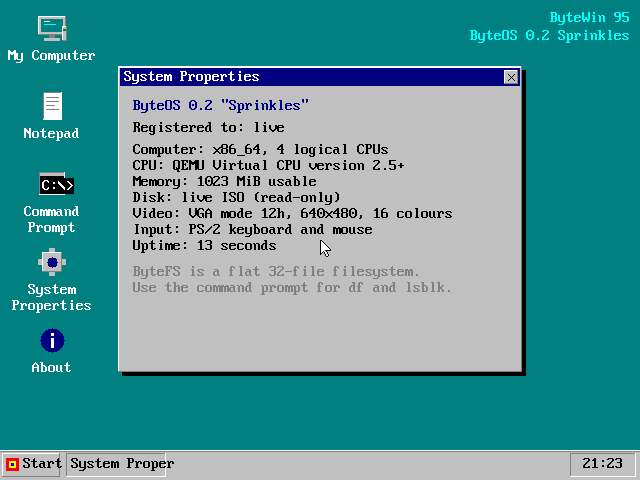 ByteWin 95
ByteOS 0.2 Sprinkles
My Computer
Notepad
C:\>
Command
Prompt
System
Properties
i
About
System Properties
ByteOS 0.2 "Sprinkles"
Registered to: live
Computer: x86_64, 4 logical CPUs
CPU: QEMU Virtual CPU version 2.5+
Memory: 1023 MiB usable
Disk: live ISO (read-only)
Video: VGA mode 12h, 640x480, 16 colours
Input: PS/2 keyboard and mouse
Uptime: 13 seconds
ByteFS is a flat 32-file filesystem.
Use the command prompt for df and lsblk.
Start
System Proper
21:23